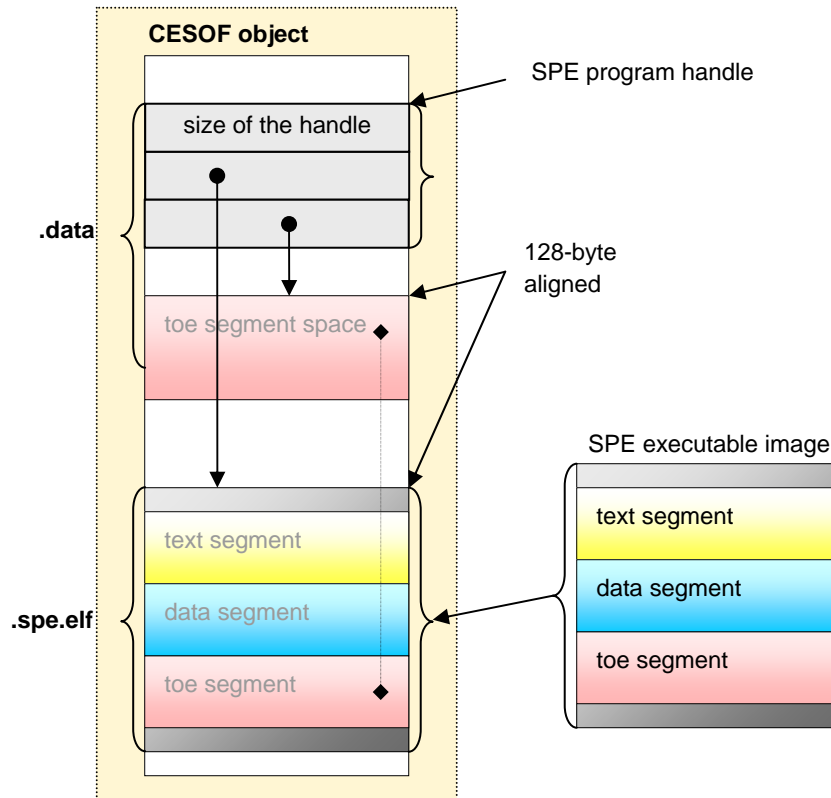 CESOF object
SPE program handle
size of the handle
.data
128-byte
aligned
toe segment space
SPE executable image
text segment
text segment
data segment
data segment
.spe.elf
toe segment
toe segment